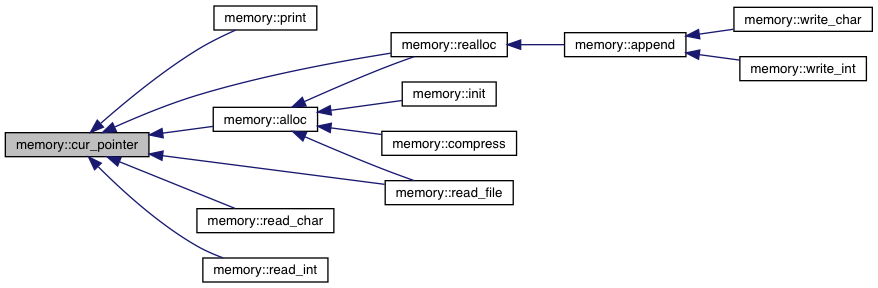 memory::print
memory::write_char
memory::realloc
memory::append
memory::write_int
memory::init
memory::alloc
memory::cur_pointer
memory::compress
memory::read_file
memory::read_char
memory::read_int